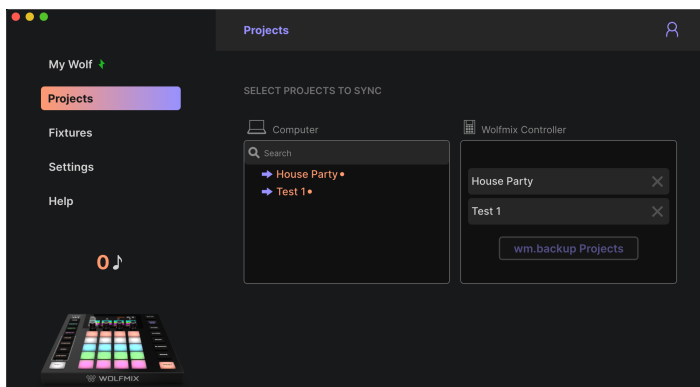 Projects
My Wolf
Projects
Fixtures
Settings
Help
0
SELECT PROJECTS TO SYNC
Computer
Search
House Party
Test 1
Wolfmix Controller
House Party
Test 1
wm.backup Projects
WOLFMIX